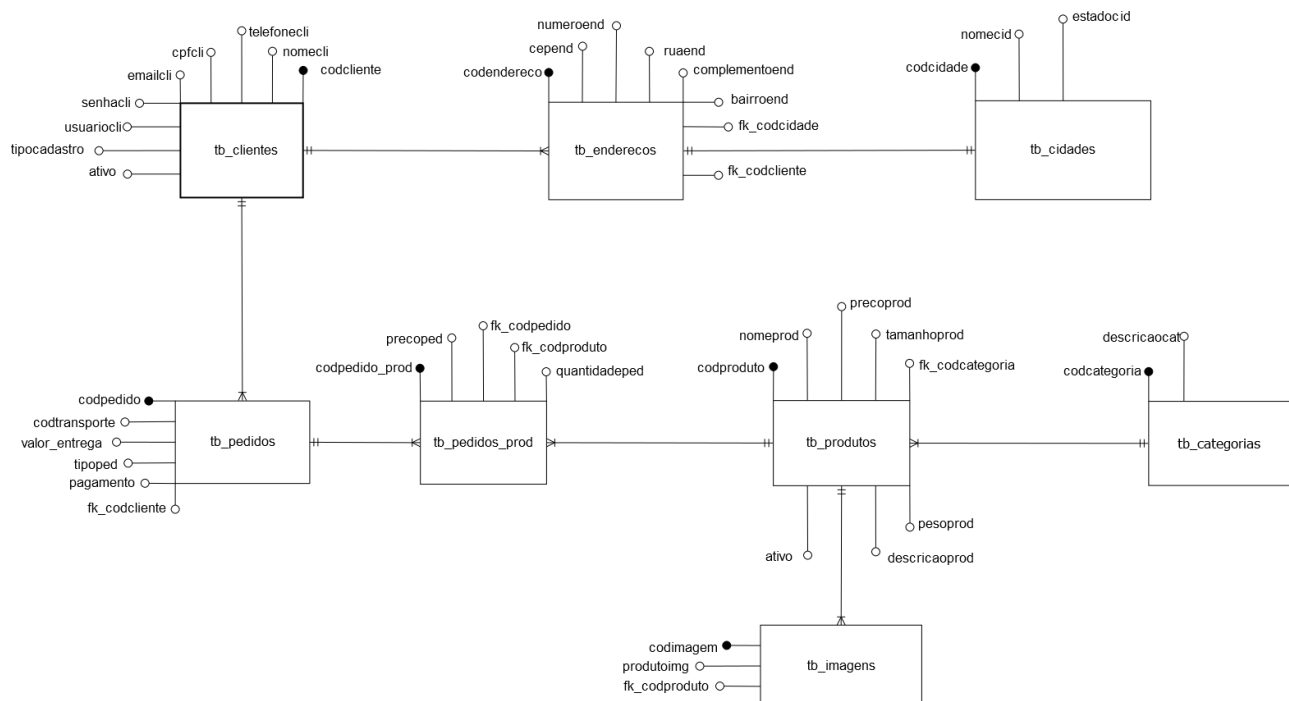 telefonecli
cpfcli
nomecli
emailcli
codcliente
senhacli
usuariocli
tipocadastro
ativo
tb_clientes
numeroend
cepend
ruaend
codendereco
complementoend
bairroend
fk_codcidade
fk_codcliente
tb_enderecos
estadocid
nomecid
codcidade
tb_cidades
codpedido
codtransporte
valor_entrega
tipoped
pagamento
fk_codcliente
tb_pedidos
fk_codpedido
precoped
fk_codproduto
codpedido_prod
quantidadeped
tb_pedidos_prod
precoprod
nomeprod
tamanhoprod
codproduto
fk_codcategoria
tb_produtos
pesoprod
ativo
descricaoprod
descricaocat
codcategoria
tb_categorias
codimagem
produtoimg
fk_codproduto
tb_imagens